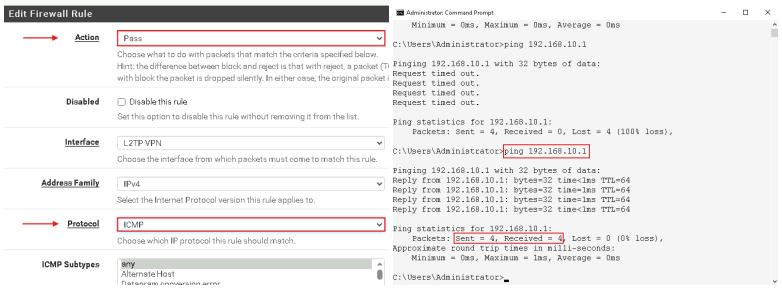 Edit Firewall Rule
Action
Pass
Choose what to do with packets that match the criteria specified below.
Hint: the difference between block and reject is that with reject, a packet (T
with block the packet is dropped silently. In either case, the original packet i
Disabled
Disable this rule
Set this option to disable this rule without removing it from the list.
Interface
L2TP VPN
Choose the interface from which packets must come to match this rule.
Address Family
IPv4
Select the Internet Protocol version this rule applies to.
Protocol
ICMP
Choose which IP protocol this rule should match.
ICMP Subtypes
any
Alternate Host
Datagram conversion error
Administrator: Command Prompt
Minimum = 0ms, Maximum = 0ms, Average = 0ms
C:\Users\Administrator>ping 192.168.10.1
Pinging 192.168.10.1 with 32 bytes of data:
Request timed out.
Request timed out.
Request timed out.
Request timed out.
Ping statistics for 192.168.10.1:
Packets: Sent = 4, Received = 0, Lost = 4 (100% loss),
C:\Users\Administrator>ping 192.168.10.1
Pinging 192.168.10.1 with 32 bytes of data:
Reply from 192.168.10.1: bytes=32 time<1ms TTL=64
Reply from 192.168.10.1: bytes=32 time=1ms TTL=64
Reply from 192.168.10.1: bytes=32 time<1ms TTL=64
Reply from 192.168.10.1: bytes=32 time<1ms TTL=64
Ping statistics for 192.168.10.1:
Packets: Sent = 4, Received = 4, Lost = 0 (0% loss),
Approximate round trip times in milli-seconds:
Minimum = 0ms, Maximum = 1ms, Average = 0ms
C:\Users\Administrator>